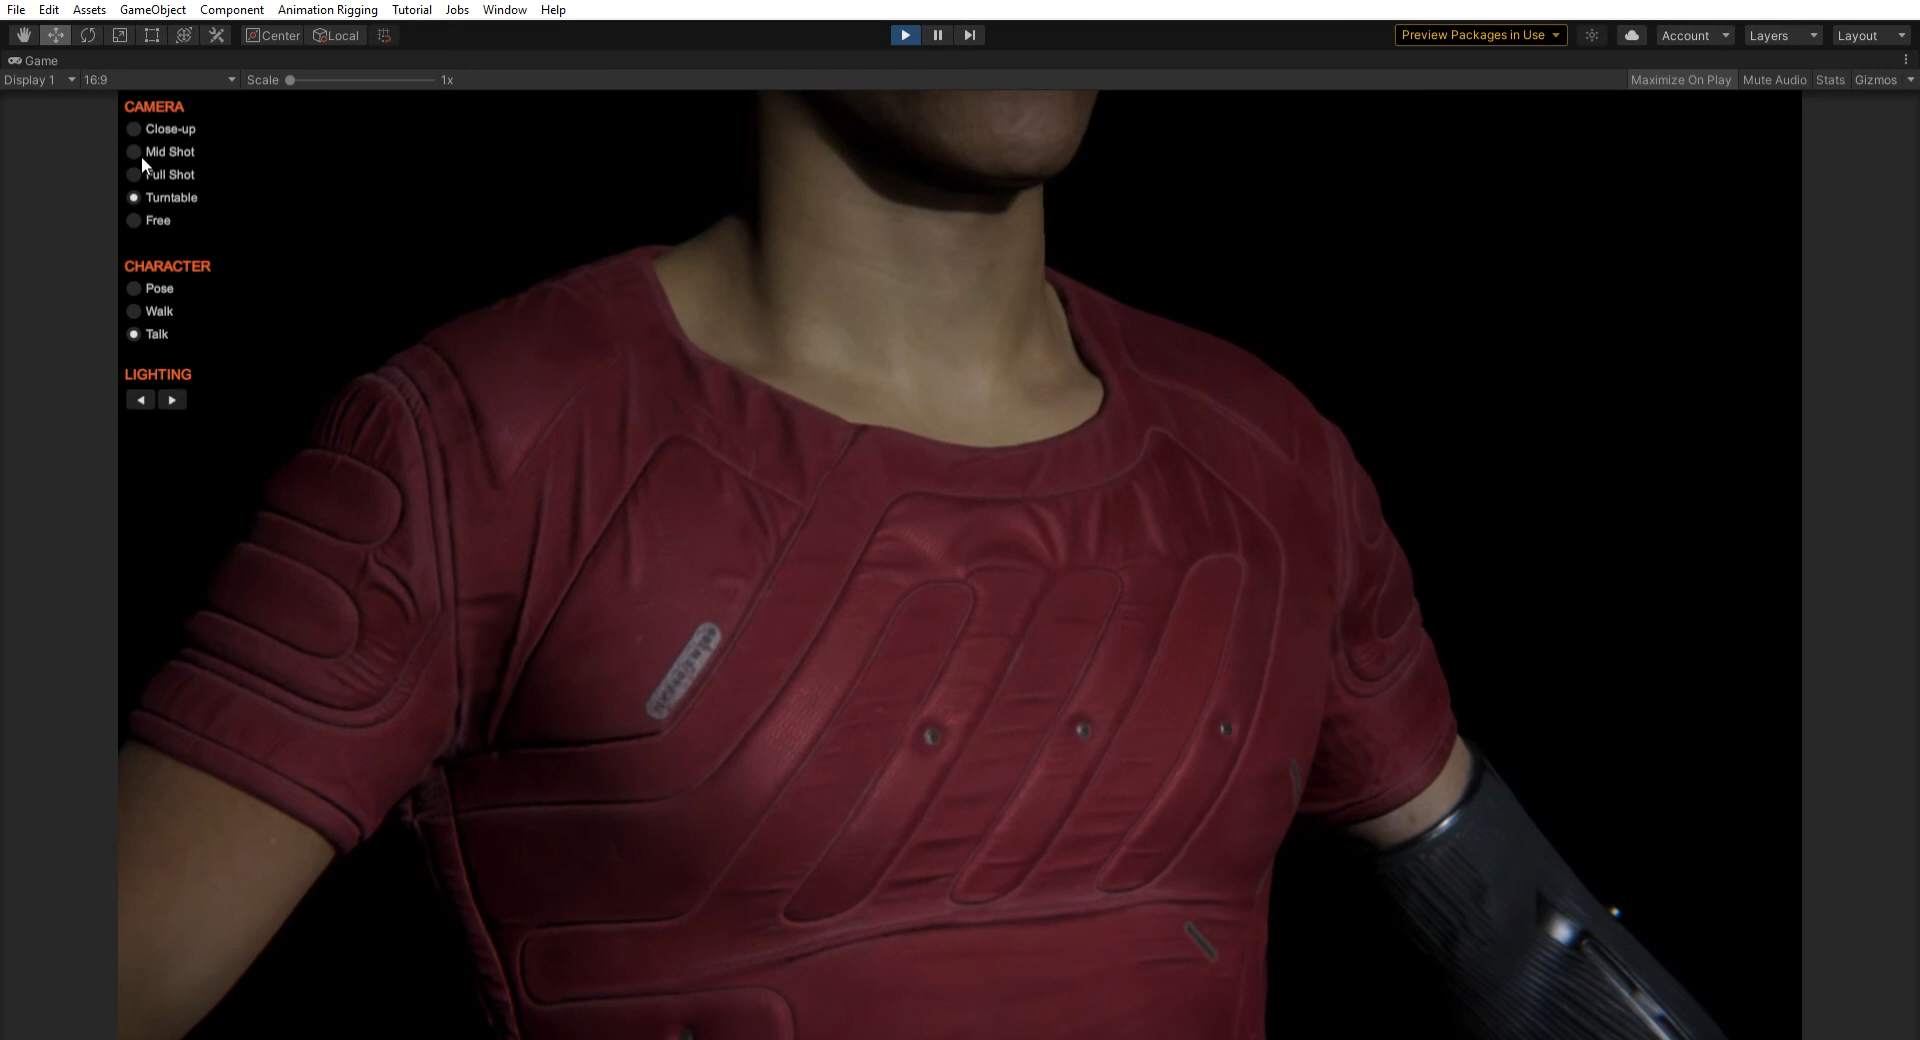 File Edit Assets GameObject Component Animation Rigging Tutorial Jobs Window Help
Center Local Preview Packages in Use Account Layers Layout
Game
Display 1 16:9 Scale 1x Maximize On Play Mute Audio Stats Gizmos
CAMERA
Close-up
Mid Shot
Full Shot
Turntable
Free
CHARACTER
Pose
Walk
Talk
LIGHTING